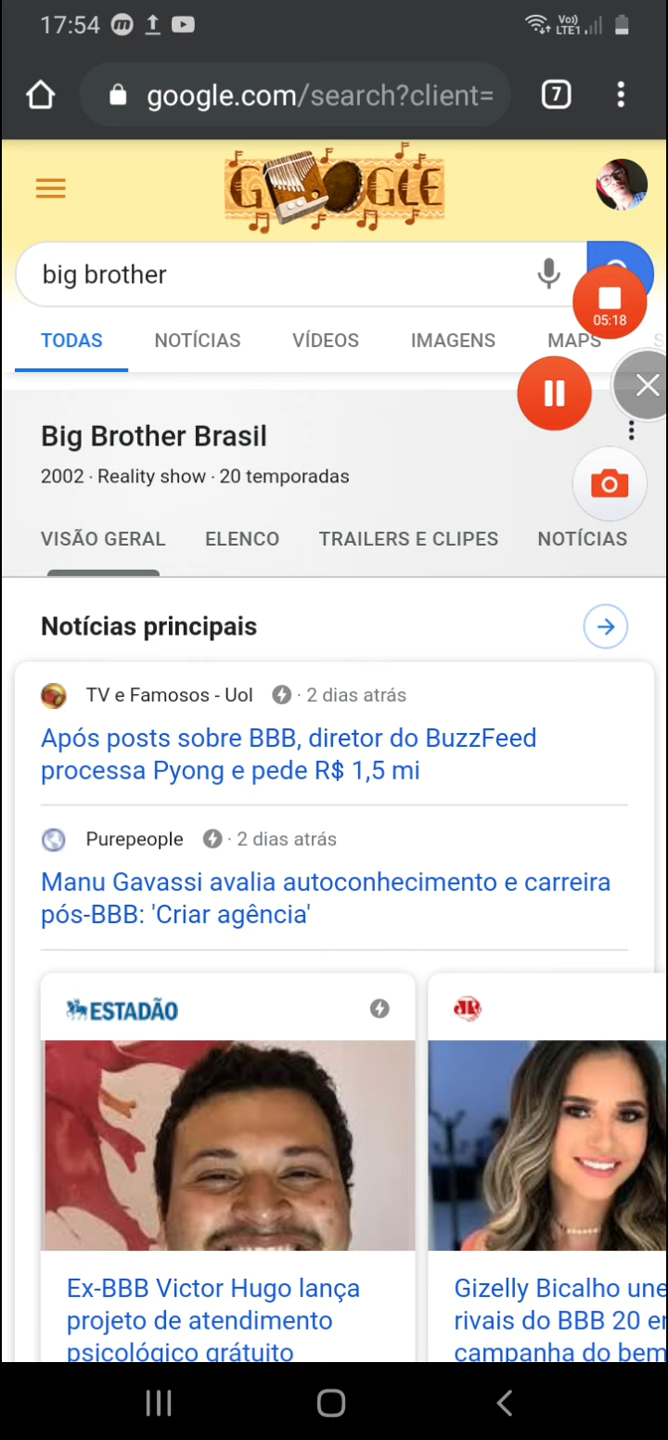 17:54
Vo)) LTE1
google.com/search?client=
7
GOOGLE
big brother
05:18
TODAS NOTÍCIAS VÍDEOS IMAGENS MAPS S
Big Brother Brasil
2002 · Reality show · 20 temporadas
VISÃO GERAL ELENCO TRAILERS E CLIPES NOTÍCIAS
Notícias principais
TV e Famosos - Uol · 2 dias atrás
Após posts sobre BBB, diretor do BuzzFeed
processa Pyong e pede R$ 1,5 mi
Purepeople · 2 dias atrás
Manu Gavassi avalia autoconhecimento e carreira
pós-BBB: 'Criar agência'
ESTADÃO
Ex-BBB Victor Hugo lança
projeto de atendimento
psicológico grátuito
Gizelly Bicalho une
rivais do BBB 20 e
campanha do bem